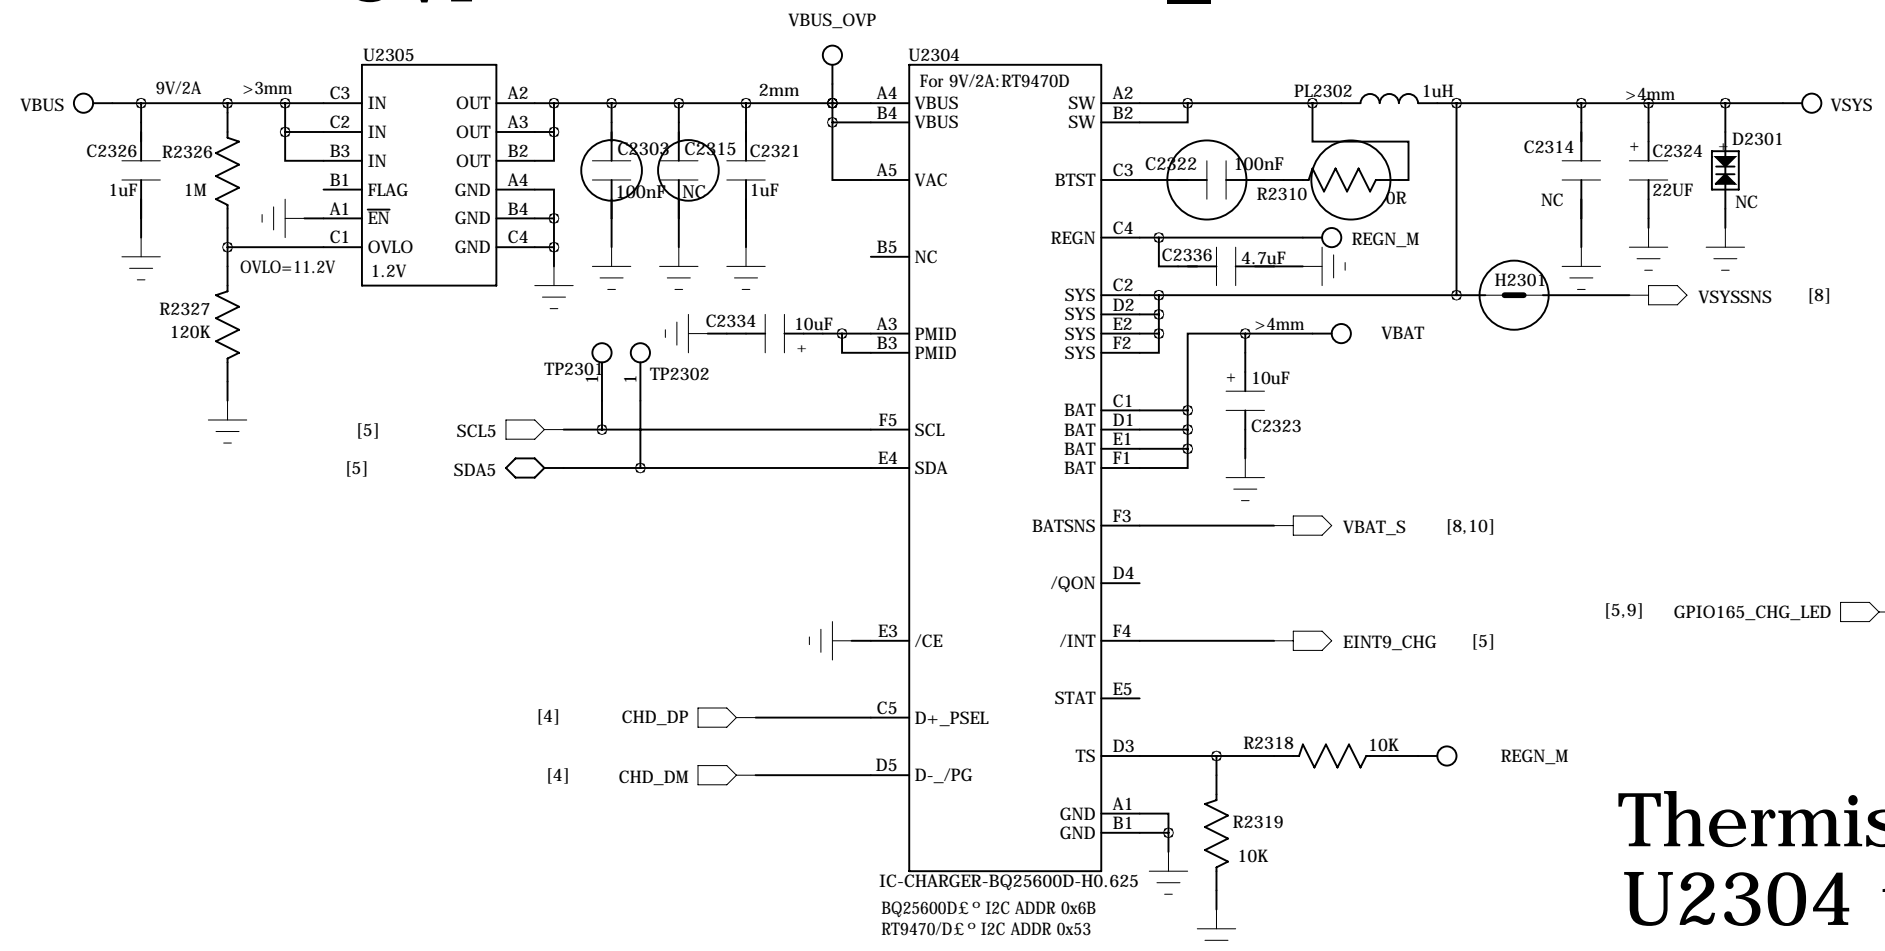 VBUS_OVP
U2305
U2304
VBUS
9V/2A
>3mm
C3
IN
OUT
A2
2mm
For 9V/2A:RT9470D
A4
VBUS
SW
A2
PL2302
1uH
>4mm
VSYS
B4
VBUS
SW
B2
C2
IN
OUT
A3
C2326
R2326
B3
IN
OUT
B2
C2303
C2315
C2321
C2314
C2324
+
D2301
+
1uF
1M
B1
FLAG
GND
A4
100nF
NC
1uF
A5
VAC
BTST
C3
C2322
100nF
R2310
0R
NC
22UF
NC
A1
EN
GND
B4
C1
OVLO
GND
C4
REGN
C4
REGN_M
OVLO=11.2V
1.2V
B5
NC
C2336
4.7uF
SYS
C2
H2301
VSYSSNS
[8]
R2327
120K
SYS
D2
C2334
10uF
+
A3
PMID
SYS
E2
>4mm
VBAT
B3
PMID
SYS
F2
TP2301
1
1
TP2302
+
10uF
BAT
C1
[5]
SCL5
F5
SCL
BAT
D1
C2323
BAT
E1
[5]
SDA5
E4
SDA
BAT
F1
BATSNS
F3
VBAT_S
[8,10]
/QON
D4
[5,9]
GPIO165_CHG_LED
E3
/CE
/INT
F4
EINT9_CHG
[5]
STAT
E5
[4]
CHD_DP
C5
D+_PSEL
TS
D3
R2318
10K
REGN_M
[4]
CHD_DM
D5
D-_/PG
GND
A1
GND
B1
R2319
10K
Thermis
U2304
IC-CHARGER-BQ25600D-H0.625
BQ25600D£º I2C ADDR 0x6B
RT9470/D£º I2C ADDR 0x53